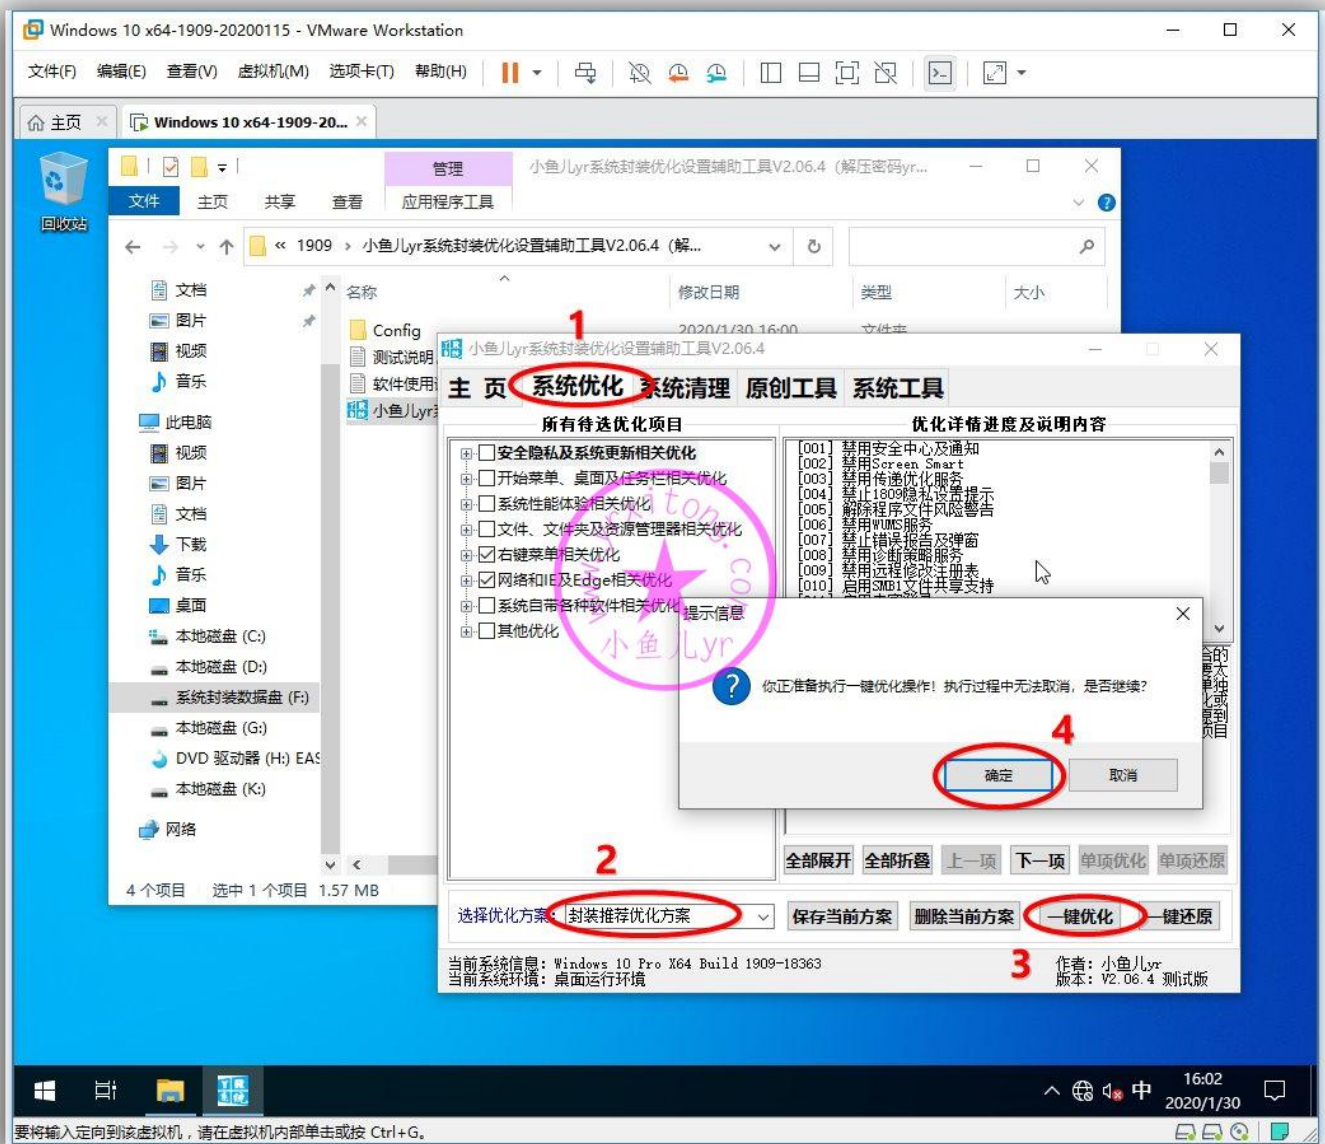 Windows 10 x64-1909-20200115 - VMware Workstation
文件(F) 编辑(E) 查看(V) 虚拟机(M) 选项卡(T) 帮助(H)
主页 Windows 10 x64-1909-20...
回收站
管理 小鱼儿yr系统封装优化设置辅助工具V2.06.4（解压密码yr...
文件 主页 共享 查看 应用程序工具
« 1909 › 小鱼儿yr系统封装优化设置辅助工具V2.06.4（解...
名称 修改日期 类型 大小
文档
图片
视频
音乐
此电脑
视频
图片
文档
下载
音乐
桌面
本地磁盘 (C:)
本地磁盘 (D:)
系统封装数据盘 (F:)
本地磁盘 (G:)
DVD 驱动器 (H:) EAS
本地磁盘 (K:)
网络
Config 2020/1/30 16:00 文件夹
测试说明
软件使用
小鱼儿yr
4 个项目 选中 1 个项目 1.57 MB
1
小鱼儿yr系统封装优化设置辅助工具V2.06.4
主 页 系统优化 系统清理 原创工具 系统工具
所有待选优化项目
安全隐私及系统更新相关优化
开始菜单、桌面及任务栏相关优化
系统性能体验相关优化
文件、文件夹及资源管理器相关优化
右键菜单相关优化
网络和IE及Edge相关优化
系统自带各种软件相关优化
其他优化
www.yrxitong.com
小鱼儿yr
优化详情进度及说明内容
[001] 禁用安全中心及通知
[002] 禁用Screen Smart
[003] 禁用传递优化服务
[004] 禁止1809隐私设置提示
[005] 解除程序文件风险警告
[006] 禁用WUMS服务
[007] 禁止错误报告及弹窗
[008] 禁用诊断策略服务
[009] 禁用远程修改注册表
[010] 启用SMB1文件共享支持
提示信息
你正准备执行一键优化操作！执行过程中无法取消，是否继续？
4
确定 取消
全部展开 全部折叠 上一项 下一项 单项优化 单项还原
2
选择优化方案: 封装推荐优化方案 保存当前方案 删除当前方案 一键优化 一键还原
3
当前系统信息: Windows 10 Pro X64 Build 1909-18363
当前系统环境: 桌面运行环境
作者: 小鱼儿yr
版本: V2.06.4 测试版
中 16:02
2020/1/30
要将输入定向到该虚拟机，请在虚拟机内部单击或按 Ctrl+G。